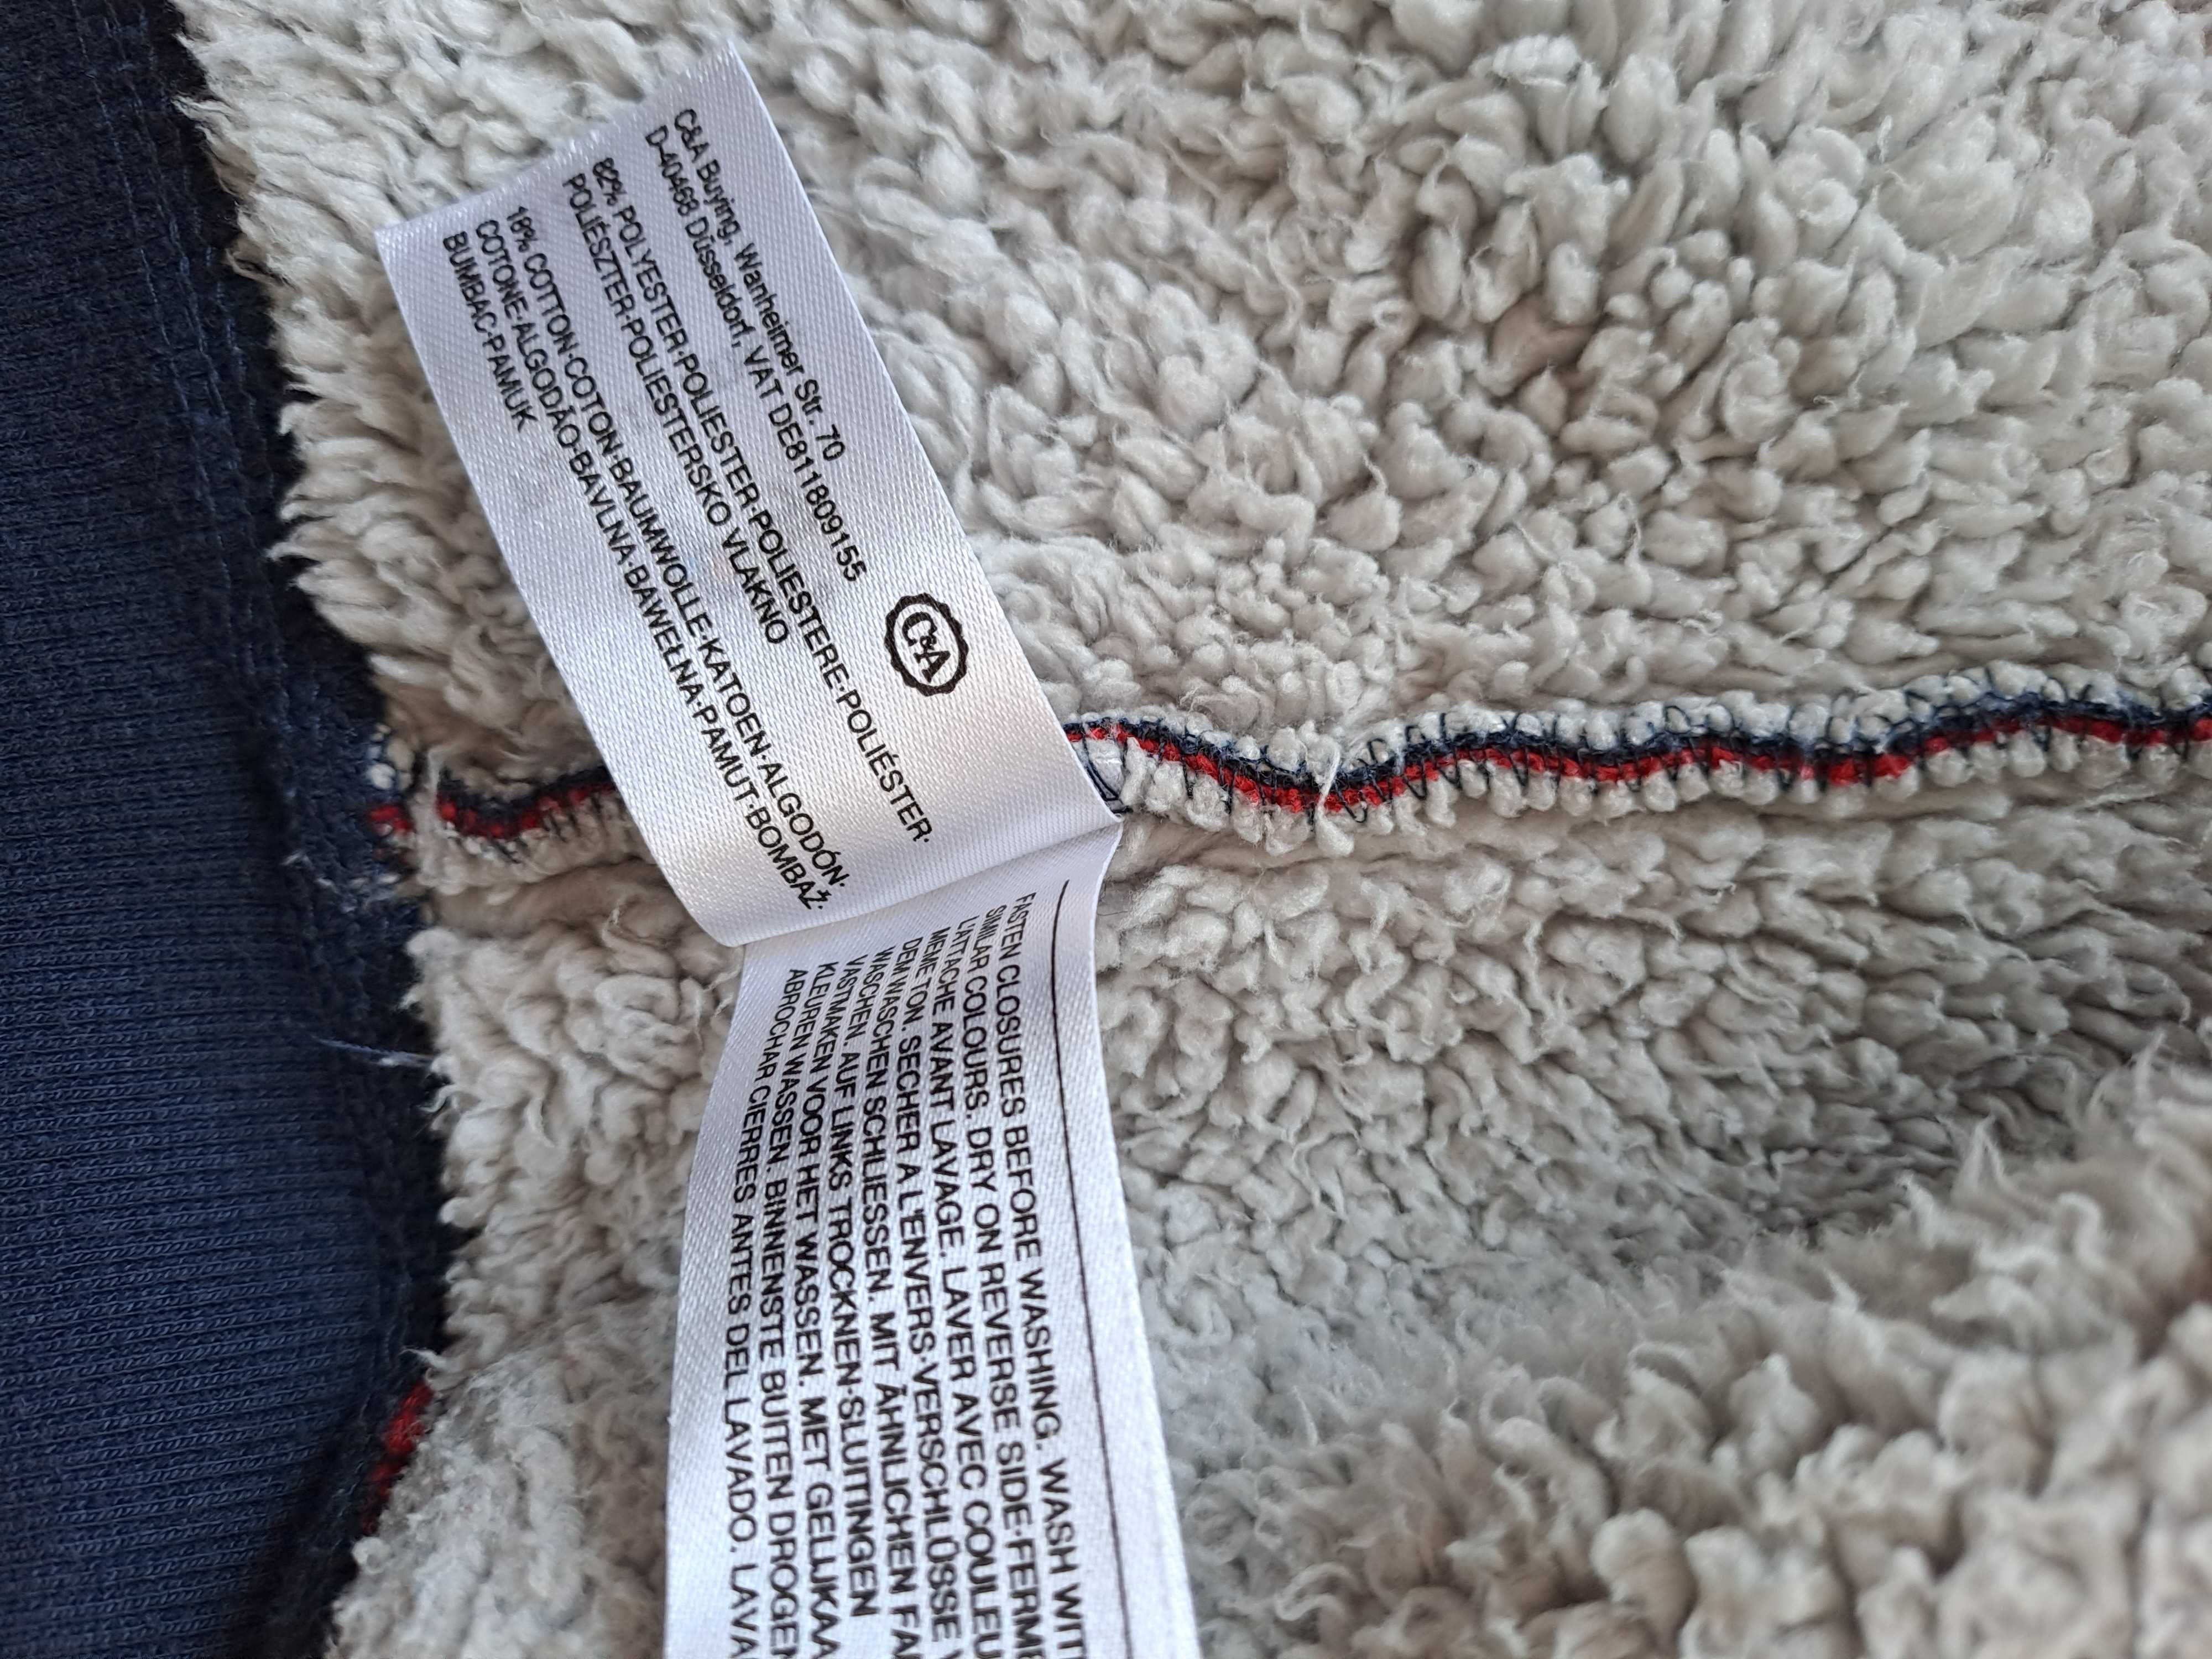 C&A Buying, Wanheimer Str. 70
D-40468 Düsseldorf, VAT DE811809155
C&A
82% POLYESTER·POLIESTER·POLIESTERE·POLIÉSTER·
POLIÉSZTER·POLIESTERSKO VLAKNO
18% COTTON·COTON·BAUMWOLLE·KATOEN·ALGODÓN·
COTONE·ALGODÃO·BAVLNA·BAWEŁNA·PAMUT·BOMBAŽ·
BUMBAC·PAMUK
FASTEN CLOSURES BEFORE WASHING. WASH WIT
SIMILAR COLOURS. DRY ON REVERSE SIDE·FERME
L'ATTACHE AVANT LAVAGE. LAVER AVEC COULEU
MEME TON. SECHER A L'ENVERS·VERSCHLÜSSE V
DEM WASCHEN SCHLIESSEN. MIT ÄHNLICHEN FA
WASCHEN. AUF LINKS TROCKNEN·SLUITINGEN
VASTMAKEN VOOR HET WASSEN. MET GELIJKAA
KLEUREN WASSEN. BINNENSTE BUITEN DROGEN
ABROCHAR CIERRES ANTES DEL LAVADO. LAVA